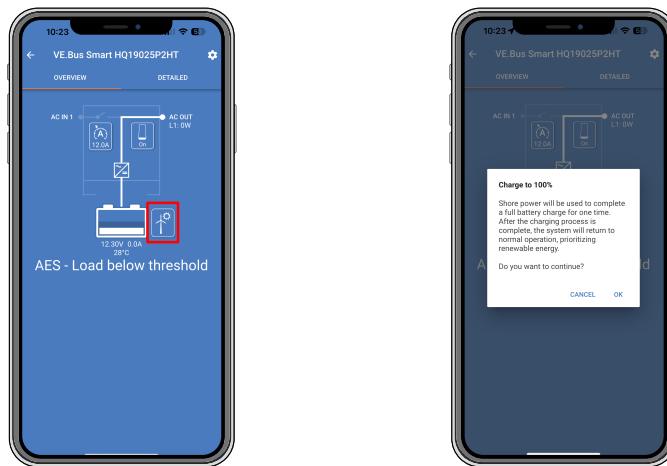 10:23
VE.Bus Smart HQ19025P2HT
OVERVIEW
DETAILED
AC IN 1
AC OUT
L1: 0W
12.0A
On
12.30V 0.0A
28°C
AES - Load below threshold
10:23
VE.Bus Smart HQ19025P2HT
OVERVIEW
DETAILED
AC IN 1
AC OUT
L1: 0W
12.0A
On
Charge to 100%
Shore power will be used to complete
a full battery charge for one time.
After the charging process is
complete, the system will return to
normal operation, prioritizing
renewable energy.
Do you want to continue?
CANCEL
OK